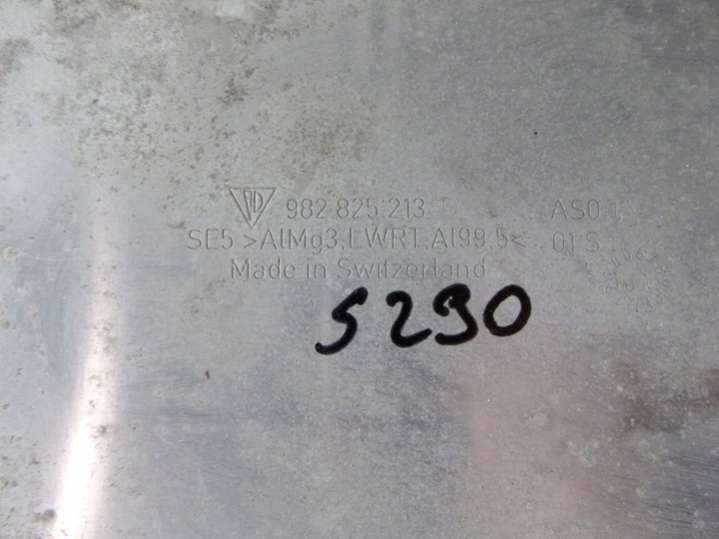 982.825.213 AS0
SE5 >AlMg3,LWRT,Al99,5< 01S
Made in Switzerland
5290